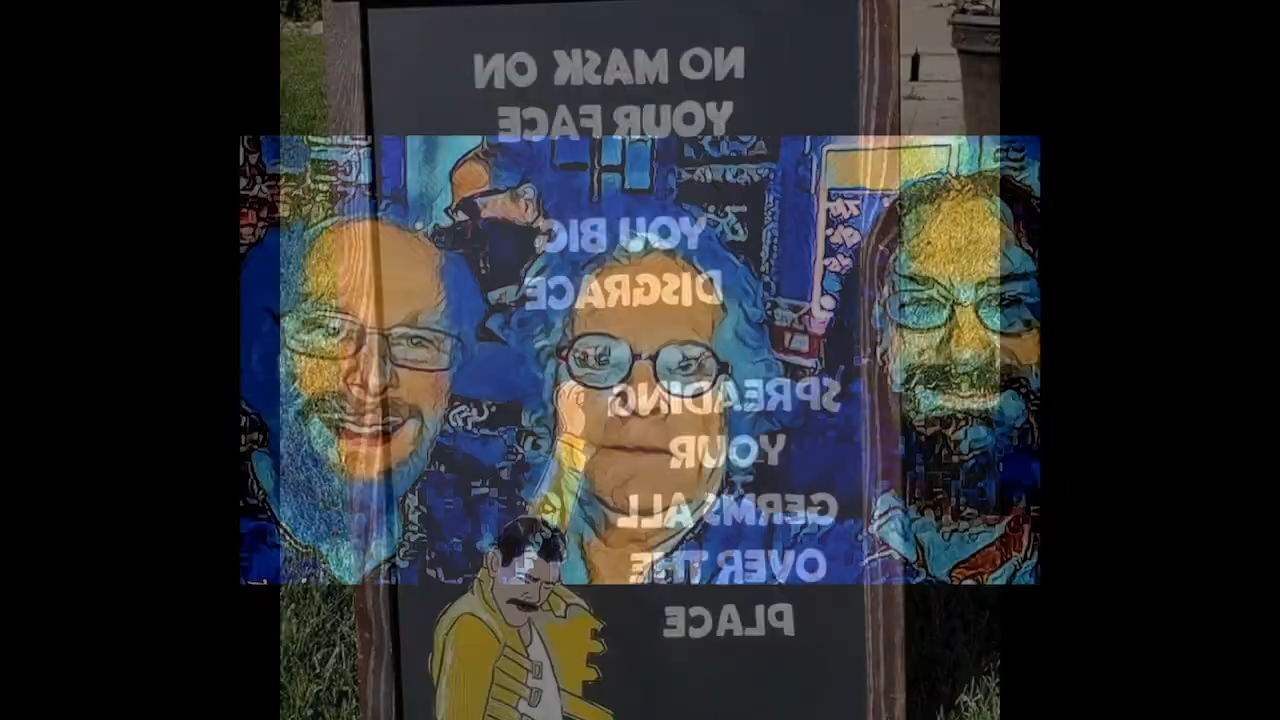 NO MASK ON
YOUR FACE
YOU BIG
DISGRACE
SPREADING
YOUR
GERMS ALL
OVER THE
PLACE